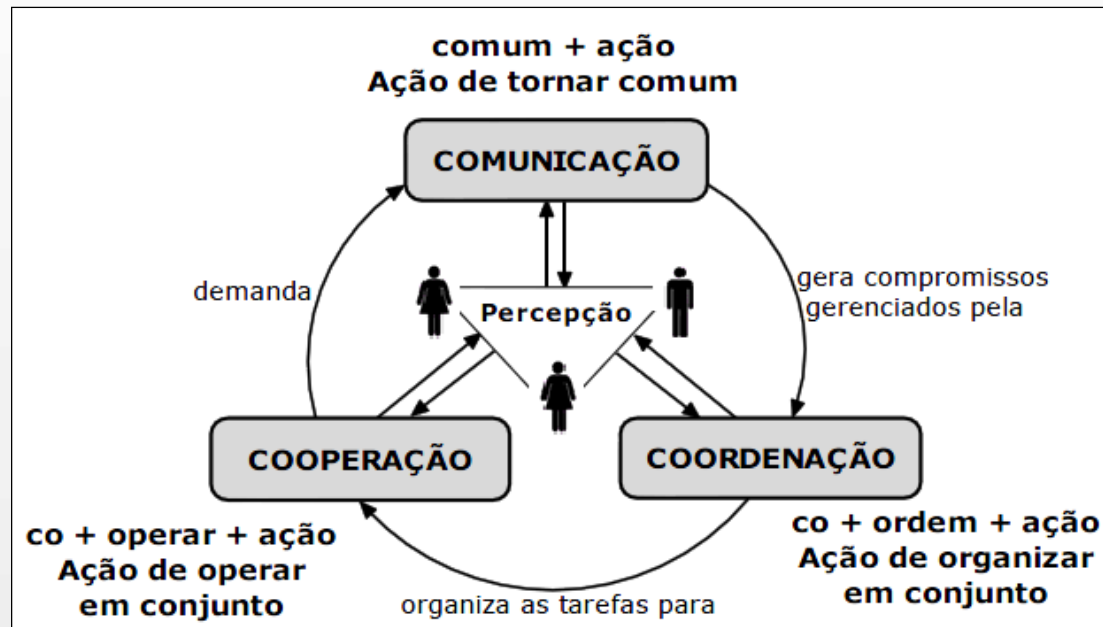 comum + ação
Ação de tornar comum
COMUNICAÇÃO
demanda
gera compromissos
gerenciados pela
Percepção
COOPERAÇÃO
COORDENAÇÃO
co + operar + ação
Ação de operar
em conjunto
organiza as tarefas para
co + ordem + ação
Ação de organizar
em conjunto